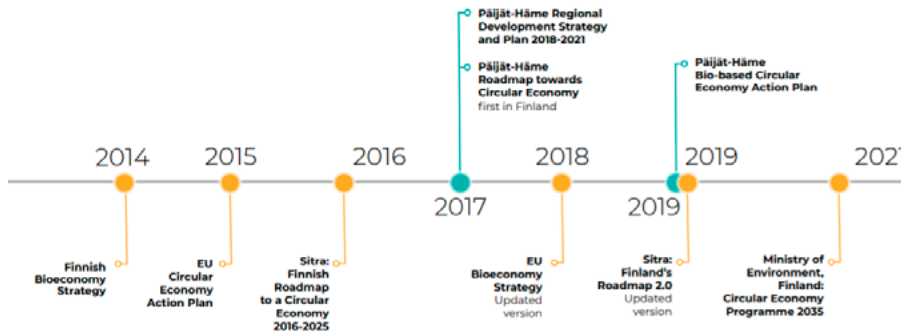 Päijät-Häme Regional
Development Strategy
and Plan 2018-2021
Päijät-Häme
Roadmap towards
Circular Economy
first in Finland
Päijät-Häme
Bio-based Circular
Economy Action Plan
2014
2015
2016
2018
2019
2021
2017
2019
Finnish
Bioeconomy
Strategy
EU
Circular
Economy
Action Plan
Sitra:
Finnish
Roadmap
to a Circular
Economy
2016-2025
EU
Bioeconomy
Strategy
Updated
version
Sitra:
Finland's
Roadmap 2.0
Updated
version
Ministry of
Environment,
Finland:
Circular Economy
Programme 2035